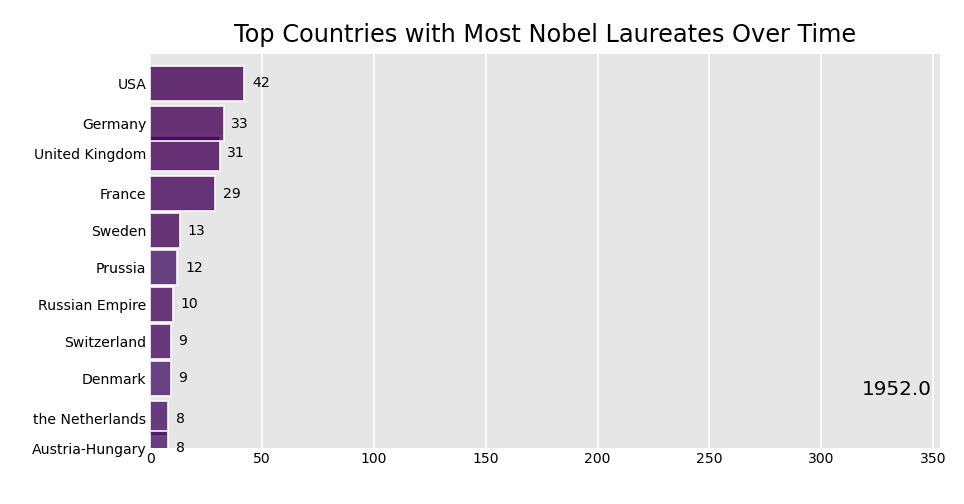 Top Countries with Most Nobel Laureates Over Time
USA 42
Germany 33
United Kingdom 31
France 29
Sweden 13
Prussia 12
Russian Empire 10
Switzerland 9
Denmark 9
1952.0
the Netherlands 8
Austria-Hungary 8
0 50 100 150 200 250 300 350